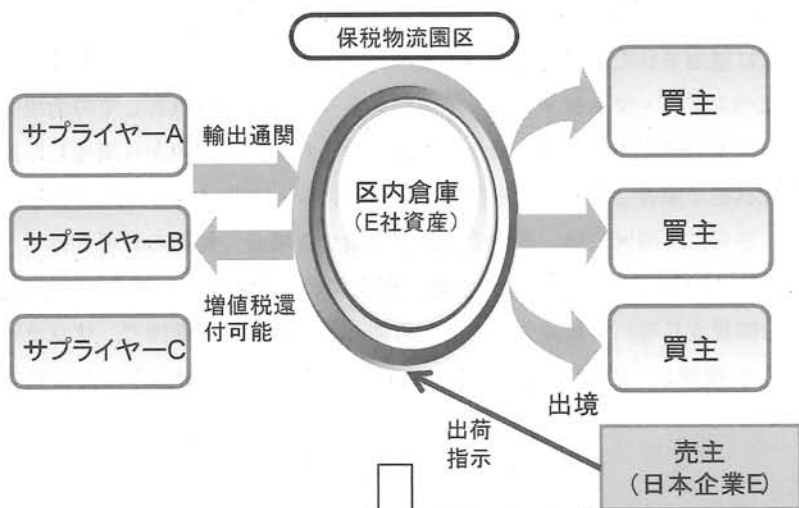 保税物流園区
サプライヤーA
サプライヤーB
サプライヤーC
輸出通関
増値税還
付可能
区内倉庫
(E社資産)
買主
買主
買主
出境
出荷
指示
売主
(日本企業E)